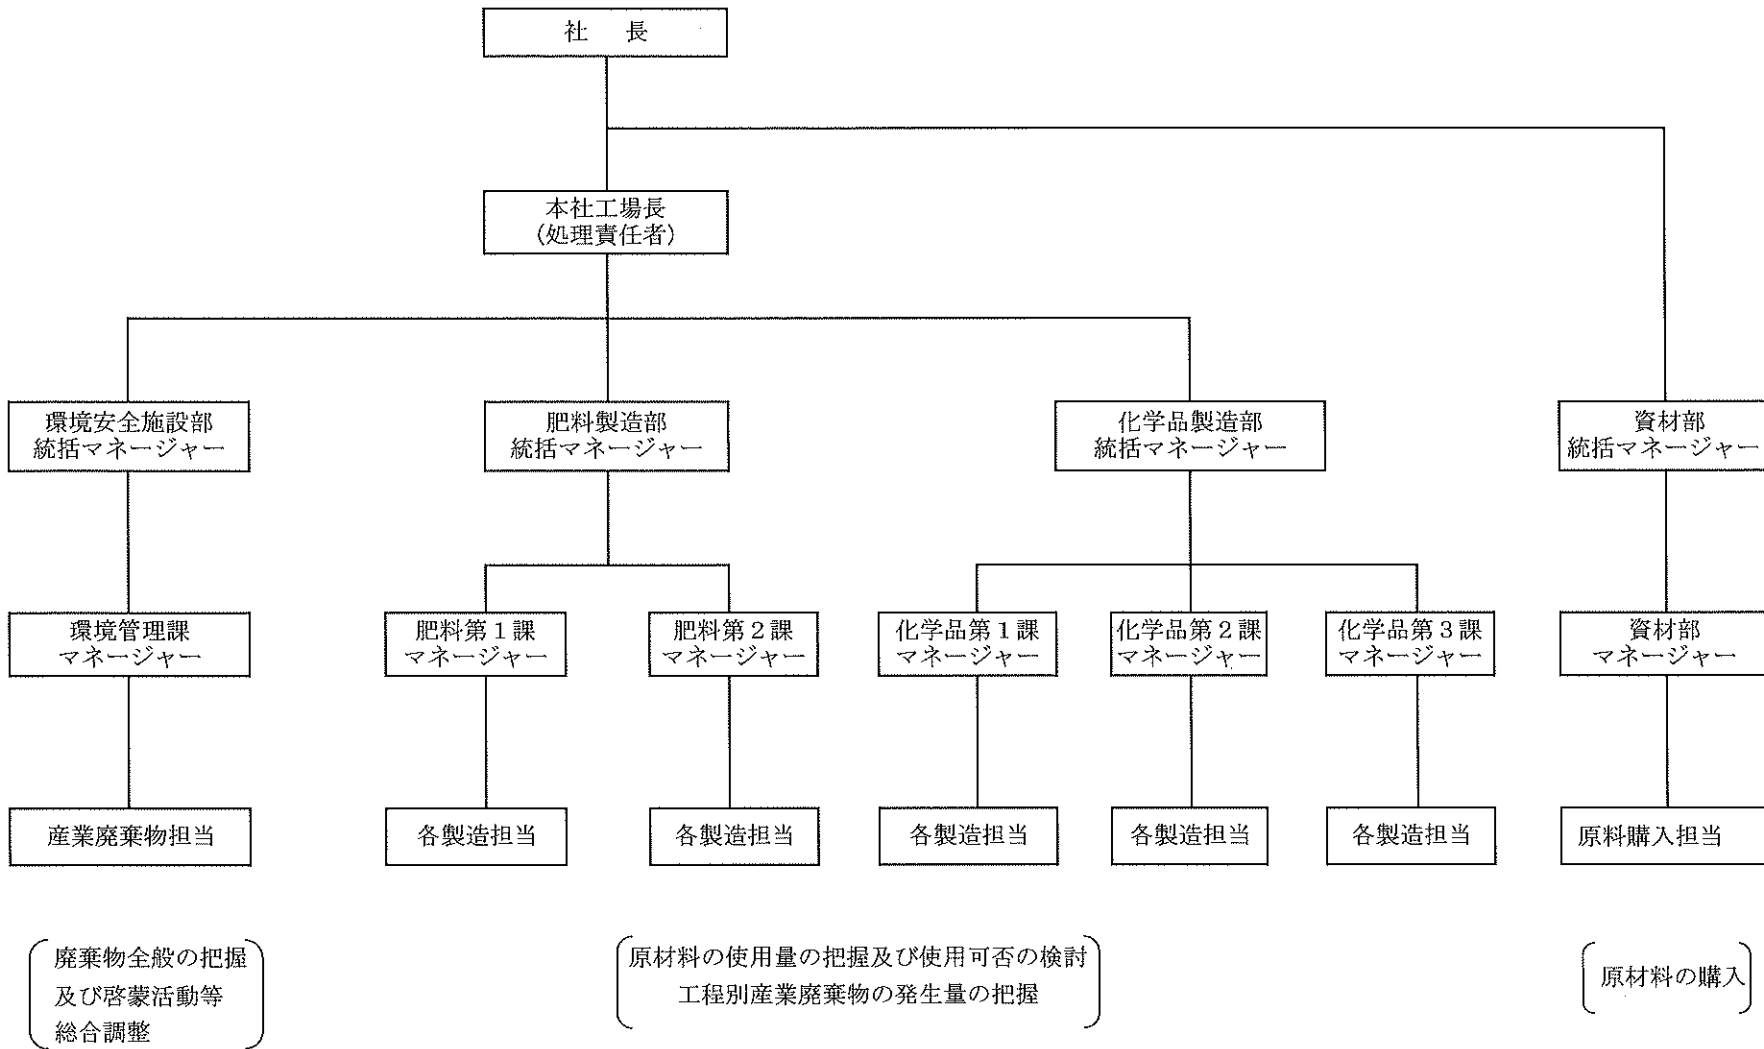 社　長
本社工場長
(処理責任者)
環境安全施設部
統括マネージャー
肥料製造部
統括マネージャー
化学品製造部
統括マネージャー
資材部
統括マネージャー
環境管理課
マネージャー
肥料第１課
マネージャー
肥料第２課
マネージャー
化学品第１課
マネージャー
化学品第２課
マネージャー
化学品第３課
マネージャー
資材部
マネージャー
産業廃棄物担当
各製造担当
各製造担当
各製造担当
各製造担当
各製造担当
原料購入担当
廃棄物全般の把握
及び啓蒙活動等
総合調整
原材料の使用量の把握及び使用可否の検討
工程別産業廃棄物の発生量の把握
原材料の購入